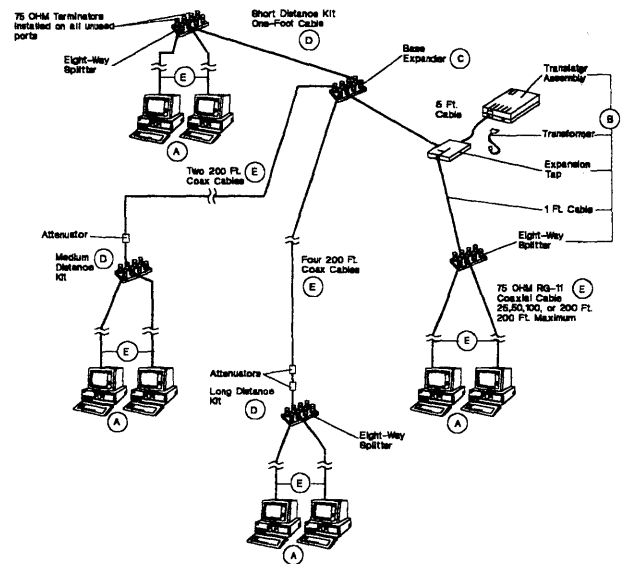 75 OHM Terminators
Installed on all unused
ports
Eight-Way
Splitter
E
A
Short Distance Kit
One-Foot Cable
D
Base
Expander
C
5 Ft.
Cable
Translator
Assembly
B
Transformer
Expansion
Tap
1 Ft. Cable
Eight-Way
Splitter
Two 200 Ft.
Coax Cables
E
Attenuator
Medium
Distance
Kit
D
E
A
Four 200 Ft.
Coax Cables
E
Attenuators
Long Distance
Kit
D
Eight-Way
Splitter
E
A
75 OHM RG-11
Coaxial Cable
25,50,100, or 200 Ft.
200 Ft. Maximum
E
E
A